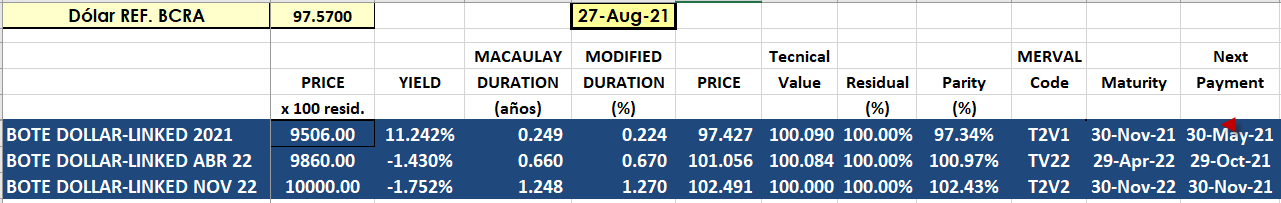 Dólar REF. BCRA 97.5700 27-Aug-21
MACAULAY MODIFIED Tecnical MERVAL Next
PRICE YIELD DURATION DURATION PRICE Value Residual Parity Code Maturity Payment
x 100 resid. (años) (%) (%) (%)
BOTE DOLLAR-LINKED 2021 9506.00 11.242% 0.249 0.224 97.427 100.090 100.00% 97.34% T2V1 30-Nov-21 30-May-21
BOTE DOLLAR-LINKED ABR 22 9860.00 -1.430% 0.660 0.670 101.056 100.084 100.00% 100.97% TV22 29-Apr-22 29-Oct-21
BOTE DOLLAR-LINKED NOV 22 10000.00 -1.752% 1.248 1.270 102.491 100.000 100.00% 102.43% T2V2 30-Nov-22 30-Nov-21